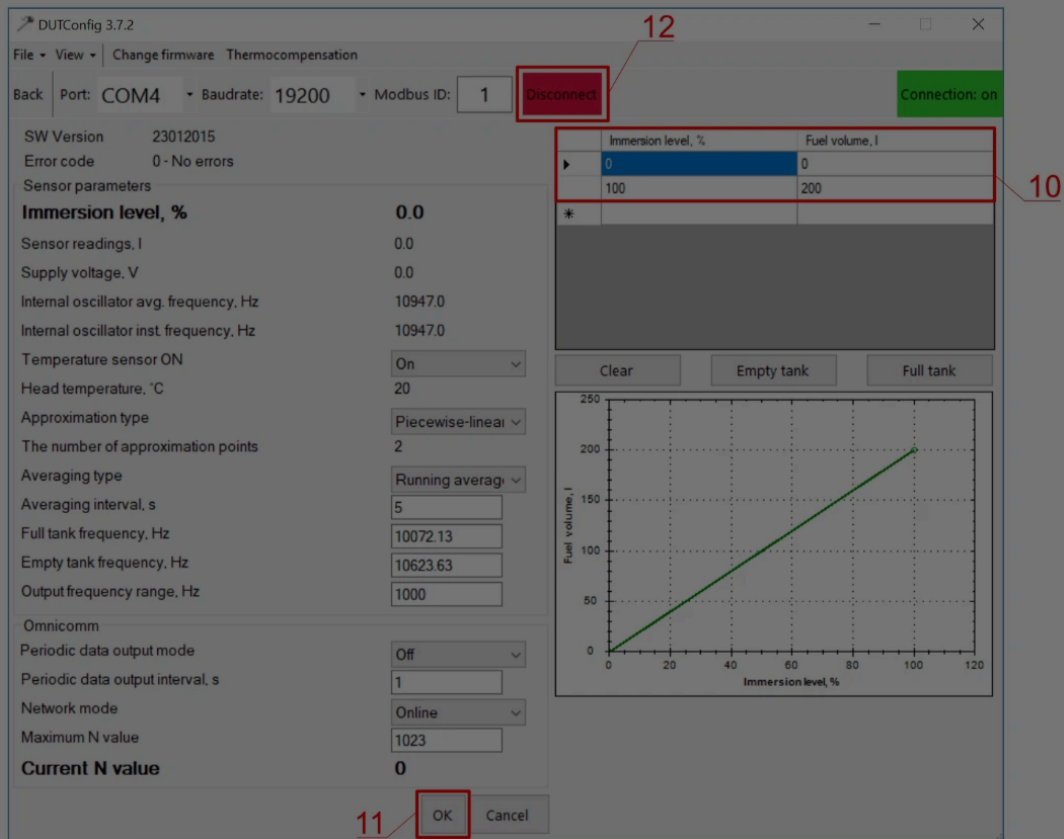 DUTConfig 3.7.2
12
File View Change firmware Thermocompensation
Back Port: COM4 Baudrate: 19200 Modbus ID: 1 Disconnect Connection: on
SW Version 23012015
Error code 0 - No errors
Sensor parameters
Immersion level, % 0.0
Sensor readings, l 0.0
Supply voltage, V 0.0
Internal oscillator avg. frequency, Hz 10947.0
Internal oscillator inst. frequency, Hz 10947.0
Temperature sensor ON On
Head temperature, °C 20
Approximation type Piecewise-linear
The number of approximation points 2
Averaging type Running averag
Averaging interval, s 5
Full tank frequency, Hz 10072.13
Empty tank frequency, Hz 10623.63
Output frequency range, Hz 1000
Omnicomm
Periodic data output mode Off
Periodic data output interval, s 1
Network mode Online
Maximum N value 1023
Current N value 0
11
OK Cancel
Immersion level, % Fuel volume, l
0 0
100 200
10
Clear Empty tank Full tank
250
200
150
100
50
0
Fuel volume, l
0 20 40 60 80 100 120
Immersion level, %